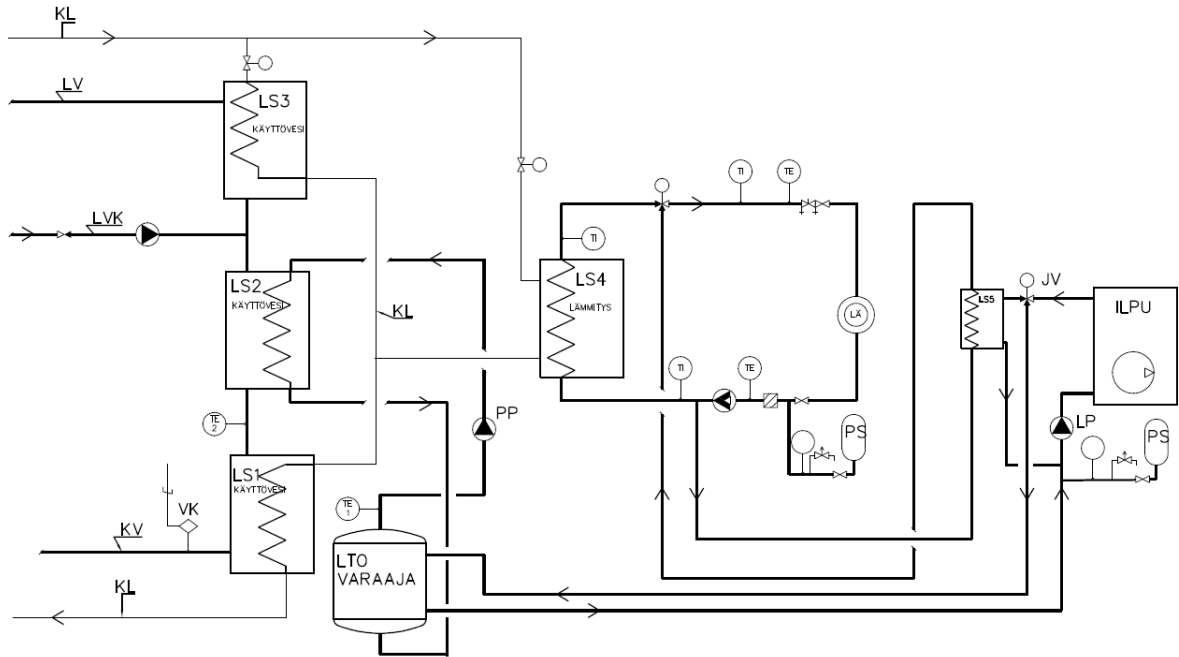 KL
LV
LS3
KÄYTTÖVESI
LVK
LS2
KÄYTTÖVESI
KL
TE
2
LS1
KÄYTTÖVESI
VK
KV
KL
PP
TE
1
LTO
VARAAJA
LS4
LÄMMITYS
TI
TI
TE
LÄ
TI
TE
PS
LS5
JV
ILPU
LP
PS